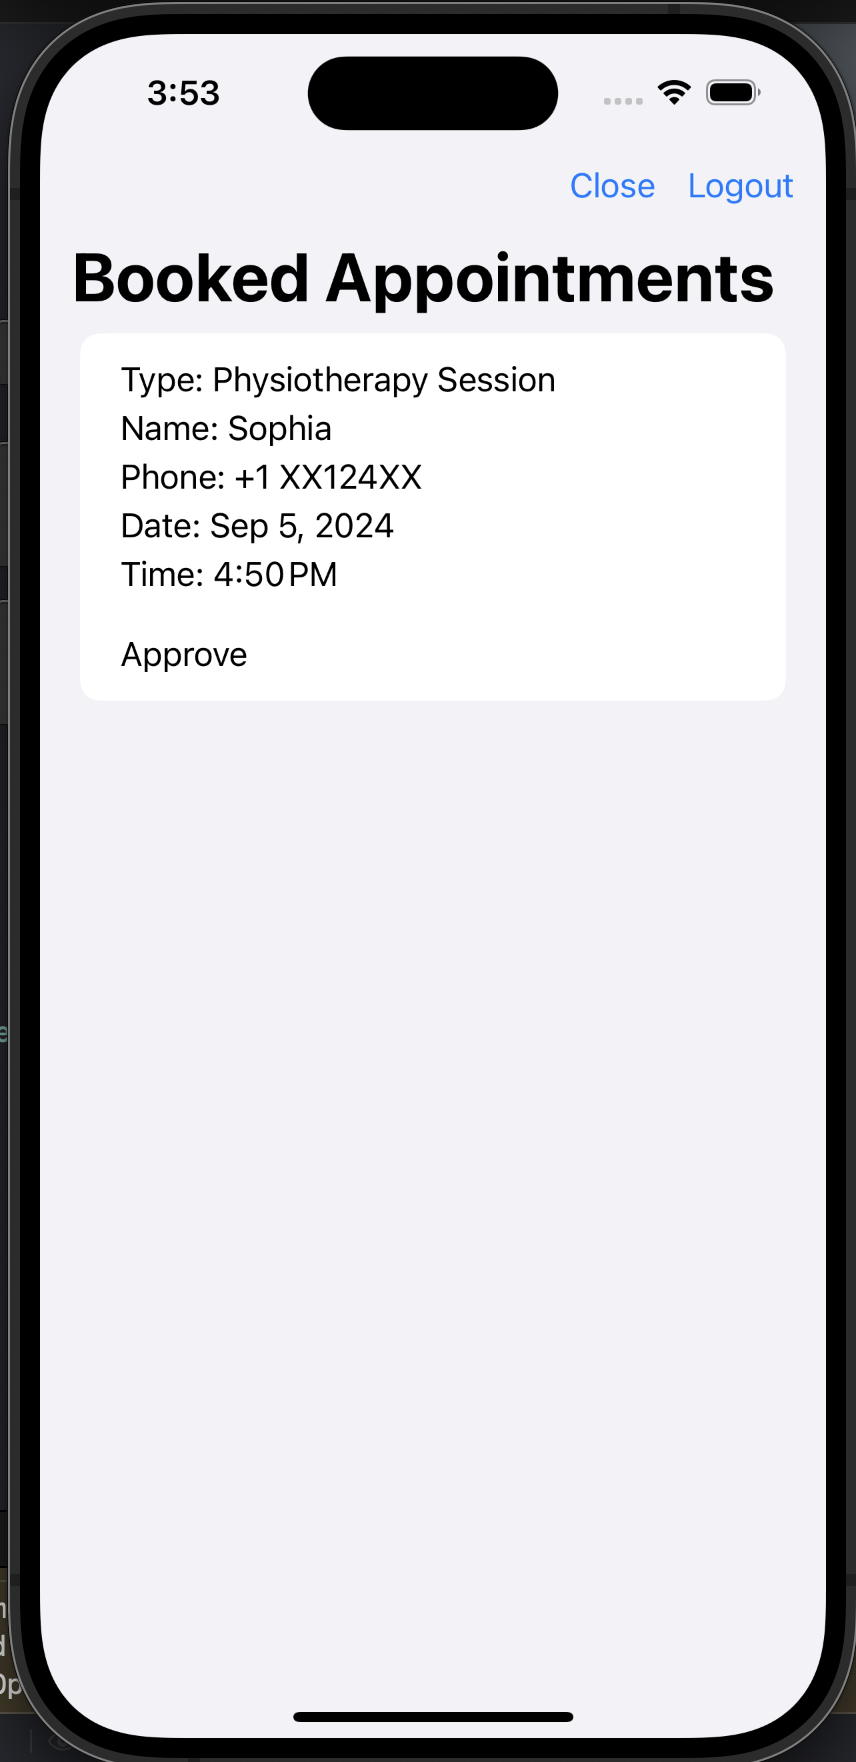 3:53
Close Logout
Booked Appointments
Type: Physiotherapy Session
Name: Sophia
Phone: +1 XX124XX
Date: Sep 5, 2024
Time: 4:50 PM
Approve